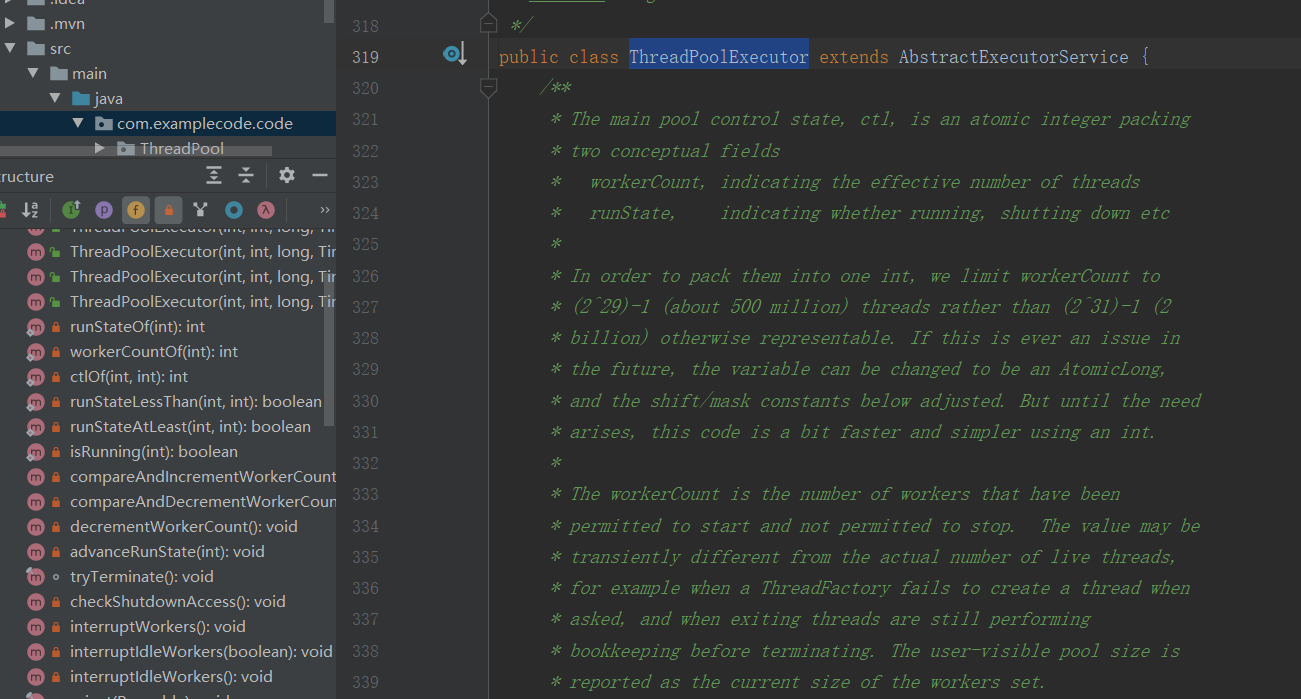 .idea
.mvn
src
main
java
com.examplecode.code
ThreadPool
ructure
ThreadPoolExecutor(int, int, long, Tir
ThreadPoolExecutor(int, int, long, Tir
ThreadPoolExecutor(int, int, long, Tir
ThreadPoolExecutor(int, int, long, Tir
runStateOf(int): int
workerCountOf(int): int
ctlOf(int, int): int
runStateLessThan(int, int): boolean
runStateAtLeast(int, int): boolean
isRunning(int): boolean
compareAndIncrementWorkerCount
compareAndDecrementWorkerCoun
decrementWorkerCount(): void
advanceRunState(int): void
tryTerminate(): void
checkShutdownAccess(): void
interruptWorkers(): void
interruptIdleWorkers(boolean): void
interruptIdleWorkers(): void
318 */
319 public class ThreadPoolExecutor extends AbstractExecutorService {
320 /**
321 * The main pool control state, ctl, is an atomic integer packing
322 * two conceptual fields
323 * workerCount, indicating the effective number of threads
324 * runState, indicating whether running, shutting down etc
325 *
326 * In order to pack them into one int, we limit workerCount to
327 * (2^29)-1 (about 500 million) threads rather than (2^31)-1 (2
328 * billion) otherwise representable. If this is ever an issue in
329 * the future, the variable can be changed to be an AtomicLong,
330 * and the shift/mask constants below adjusted. But until the need
331 * arises, this code is a bit faster and simpler using an int.
332 *
333 * The workerCount is the number of workers that have been
334 * permitted to start and not permitted to stop. The value may be
335 * transiently different from the actual number of live threads,
336 * for example when a ThreadFactory fails to create a thread when
337 * asked, and when exiting threads are still performing
338 * bookkeeping before terminating. The user-visible pool size is
339 * reported as the current size of the workers set.